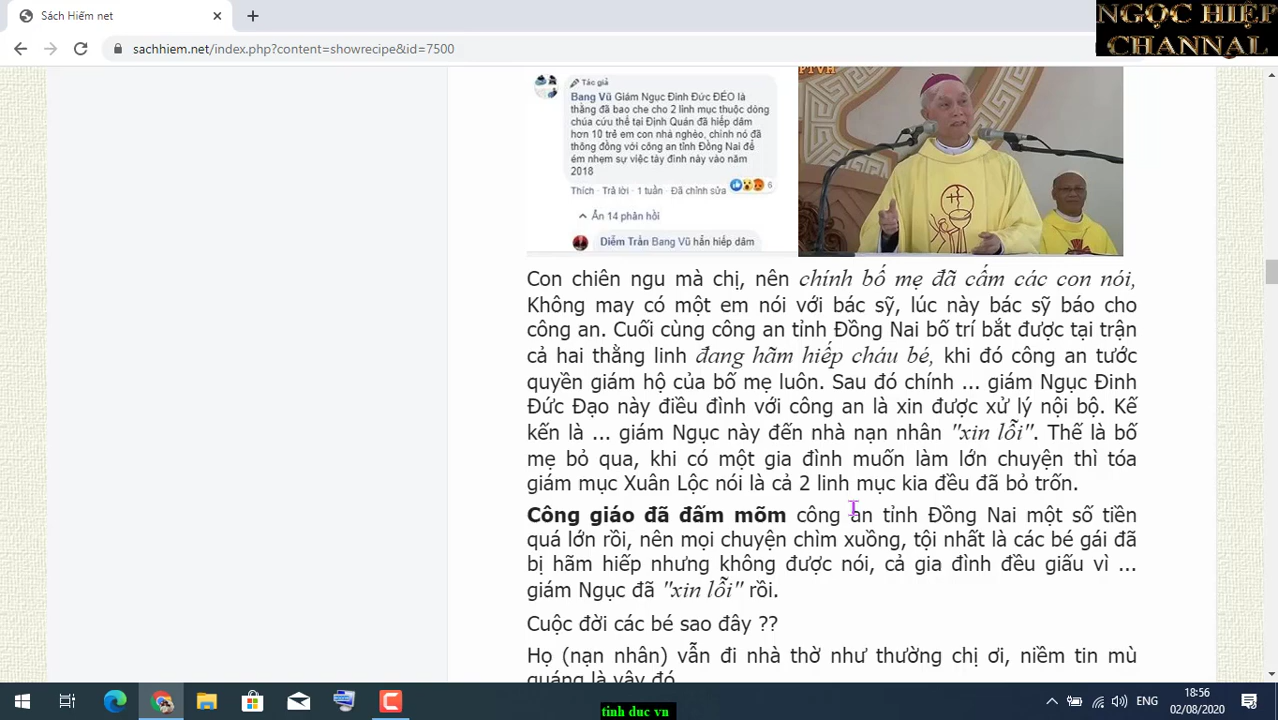 Sách Hiếm net
NGỌC HIỆP
CHANNAL
sachhiem.net/index.php?content=showrecipe&id=7500
PTVH
Tác giả
Bang Vũ Giám Ngục Đinh Đức ĐÉO là
thằng đã bao che cho 2 linh mục thuộc dòng
chúa cứu thế tại Định Quán đã hiếp dâm
hơn 10 trẻ em con nhà nghèo, chính nó đã
thông đồng với công an tỉnh Đồng Nai để
ém nhẹm sự việc tày đình này vào năm
2018
Thích · Trả lời · 1 tuần · Đã chỉnh sửa 6
Ẩn 14 phản hồi
Diễm Trần Bang Vũ hẳn hiếp dâm
Con chiên ngu mà chị, nên chính bố mẹ đã cấm các con nói,
Không may có một em nói với bác sỹ, lúc này bác sỹ báo cho
công an. Cuối cùng công an tỉnh Đồng Nai bố trí bắt được tại trận
cả hai thằng linh đang hãm hiếp cháu bé, khi đó công an tước
quyền giám hộ của bố mẹ luôn. Sau đó chính ... giám Ngục Đinh
Đức Đạo này điều đình với công an là xin được xử lý nội bộ. Kế
kến là ... giám Ngục này đến nhà nạn nhân "xin lỗi". Thế là bố
mẹ bỏ qua, khi có một gia đình muốn làm lớn chuyện thì tóa
giám mục Xuân Lộc nói là cả 2 linh mục kia đều đã bỏ trốn.
Công giáo đã đấm mõm công an tỉnh Đồng Nai một số tiền
quá lớn rồi, nên mọi chuyện chìm xuồng, tội nhất là các bé gái đã
bị hãm hiếp nhưng không được nói, cả gia đình đều giấu vì ...
giám Ngục đã "xin lỗi" rồi.
Cuộc đời các bé sao đây ??
Họ (nạn nhân) vẫn đi nhà thờ như thường chị ơi, niềm tin mù
quáng là vậy đó
ENG
18:56
02/08/2020
tinh duc vn